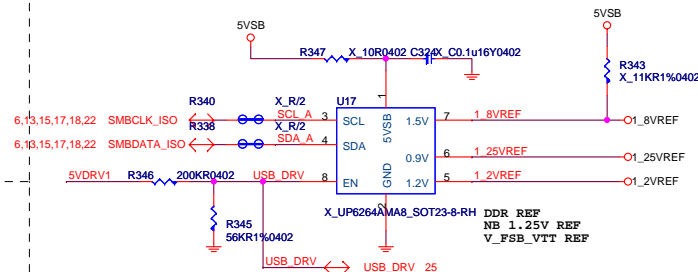 5VSB
5VSB
R347
X_10R0402
C324
X_C0.1u16Y0402
R343
X_11KR1%0402
U17
1
R340
X_R/2
6,13,15,17,18,22 SMBCLK_ISO
SCL_A
3
SCL
5VSB
1.5V
7
1_8VREF
1_8VREF
R338
X_R/2
6,13,15,17,18,22 SMBDATA_ISO
SDA_A
4
SDA
0.9V
6
1_25VREF
1_25VREF
5VDRV1
R346
200KR0402
USB_DRV
8
EN
GND
1.2V
5
1_2VREF
1_2VREF
2
X_UP6264AMA8_SOT23-8-RH
R345
56KR1%0402
DDR REF
NB 1.25V REF
V_FSB_VTT REF
USB_DRV
USB_DRV 25